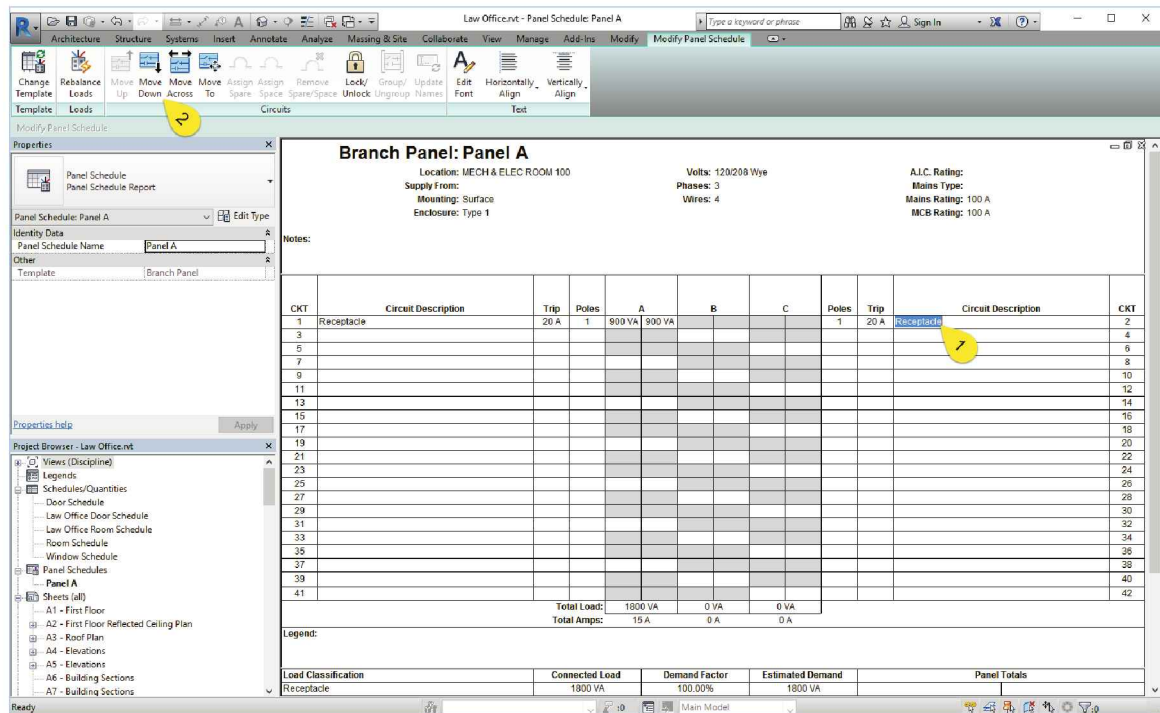 Law Office.rvt - Panel Schedule: Panel A
Type a keyword or phrase
Sign In
Architecture Structure Systems Insert Annotate Analyze Massing & Site Collaborate View Manage Add-Ins Modify Modify Panel Schedule
Change Template
Rebalance Loads
Move Up
Move Down
Move Across
Move To
Assign Spare
Assign Space
Remove Spare/Space
Lock/ Unlock
Group/ Ungroup
Update Names
Edit Font
Horizontally Align
Vertically Align
Template Loads Circuits Text
2
Modify Panel Schedule
Properties
Panel Schedule
Panel Schedule Report
Panel Schedule: Panel A Edit Type
Identity Data
Panel Schedule Name Panel A
Other
Template Branch Panel
Properties help Apply
Project Browser - Law Office.rvt
Views (Discipline)
Legends
Schedules/Quantities
Door Schedule
Law Office Door Schedule
Law Office Room Schedule
Room Schedule
Window Schedule
Panel Schedules
Panel A
Sheets (all)
A1 - First Floor
A2 - First Floor Reflected Ceiling Plan
A3 - Roof Plan
A4 - Elevations
A5 - Elevations
A6 - Building Sections
A7 - Building Sections
Branch Panel: Panel A
Location: MECH & ELEC ROOM 100 Volts: 120/208 Wye A.I.C. Rating:
Supply From: Phases: 3 Mains Type:
Mounting: Surface Wires: 4 Mains Rating: 100 A
Enclosure: Type 1 MCB Rating: 100 A
Notes:
CKT Circuit Description Trip Poles A B C Poles Trip Circuit Description CKT
1 Receptacle 20 A 1 900 VA 900 VA 1 20 A Receptacle 2
1
3 4
5 6
7 8
9 10
11 12
13 14
15 16
17 18
19 20
21 22
23 24
25 26
27 28
29 30
31 32
33 34
35 36
37 38
39 40
41 42
Total Load: 1800 VA 0 VA 0 VA
Total Amps: 15 A 0 A 0 A
Legend:
Load Classification Connected Load Demand Factor Estimated Demand Panel Totals
Receptacle 1800 VA 100.00% 1800 VA
Ready :0 Main Model :0